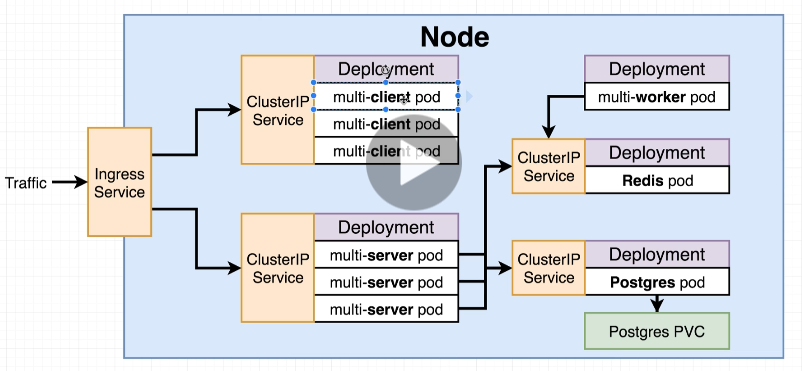 Node
Traffic
Ingress
Service
ClusterIP
Service
Deployment
multi-client pod
multi-client pod
multi-client pod
ClusterIP
Service
Deployment
multi-server pod
multi-server pod
multi-server pod
Deployment
multi-worker pod
ClusterIP
Service
Deployment
Redis pod
ClusterIP
Service
Deployment
Postgres pod
Postgres PVC